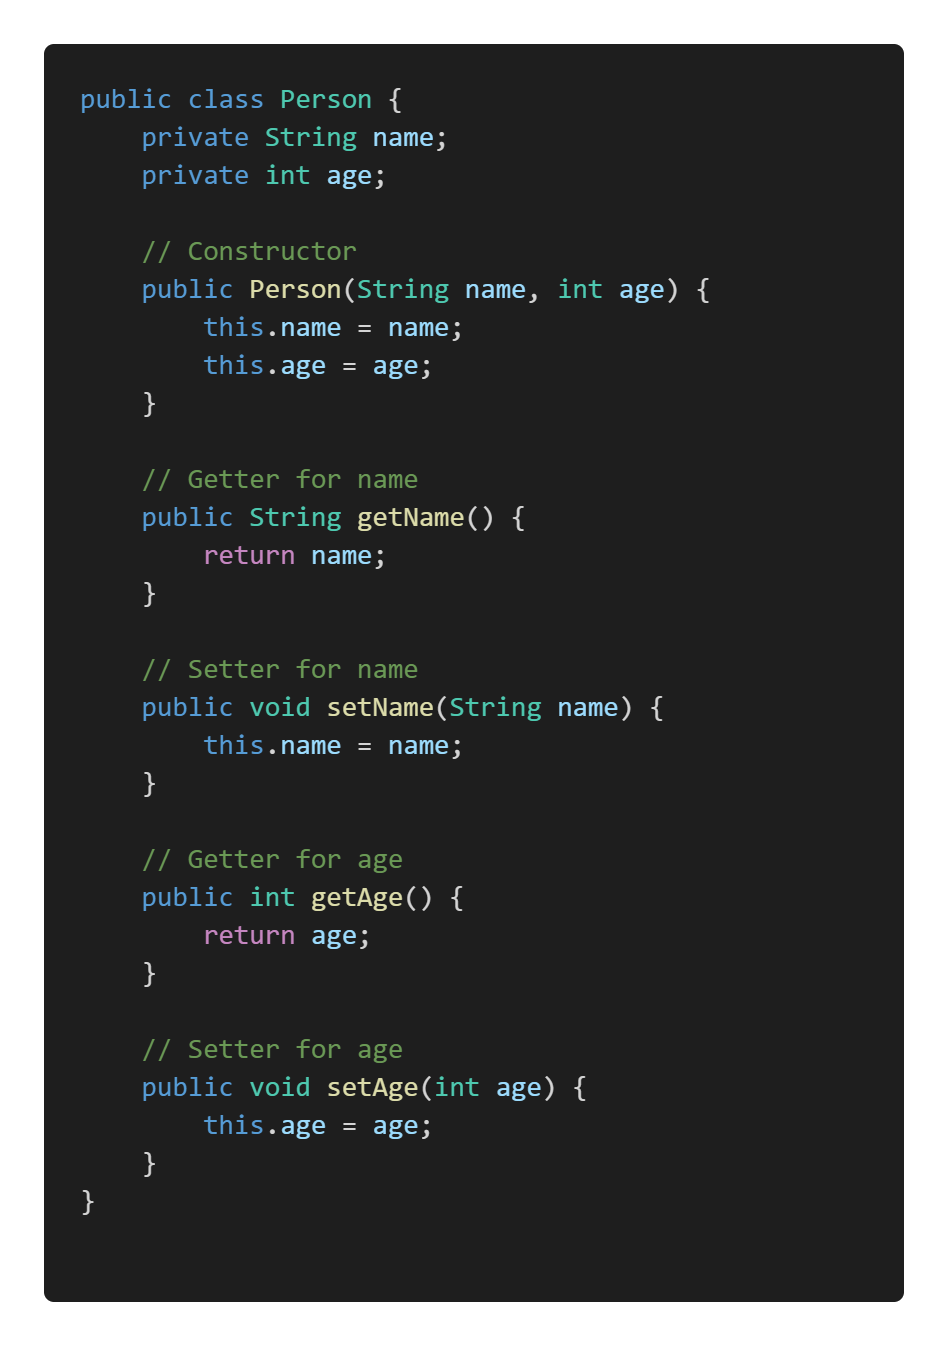 public class Person {
    private String name;
    private int age;

    // Constructor
    public Person(String name, int age) {
        this.name = name;
        this.age = age;
    }

    // Getter for name
    public String getName() {
        return name;
    }

    // Setter for name
    public void setName(String name) {
        this.name = name;
    }

    // Getter for age
    public int getAge() {
        return age;
    }

    // Setter for age
    public void setAge(int age) {
        this.age = age;
    }
}